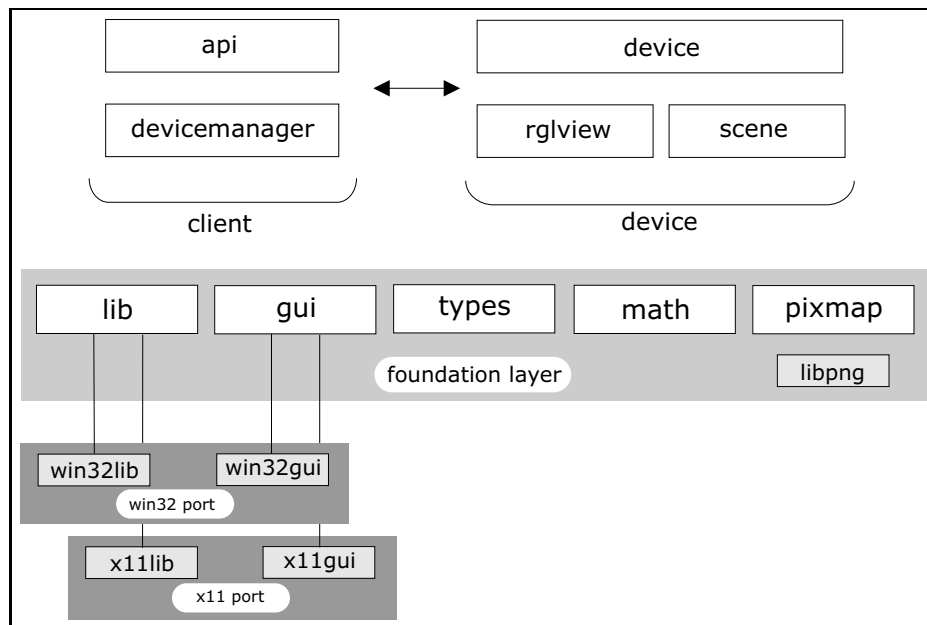 api
device
devicemanager
rglview
scene
client
device
lib
gui
types
math
pixmap
foundation layer
libpng
win32lib
win32gui
win32 port
x11lib
x11gui
x11 port